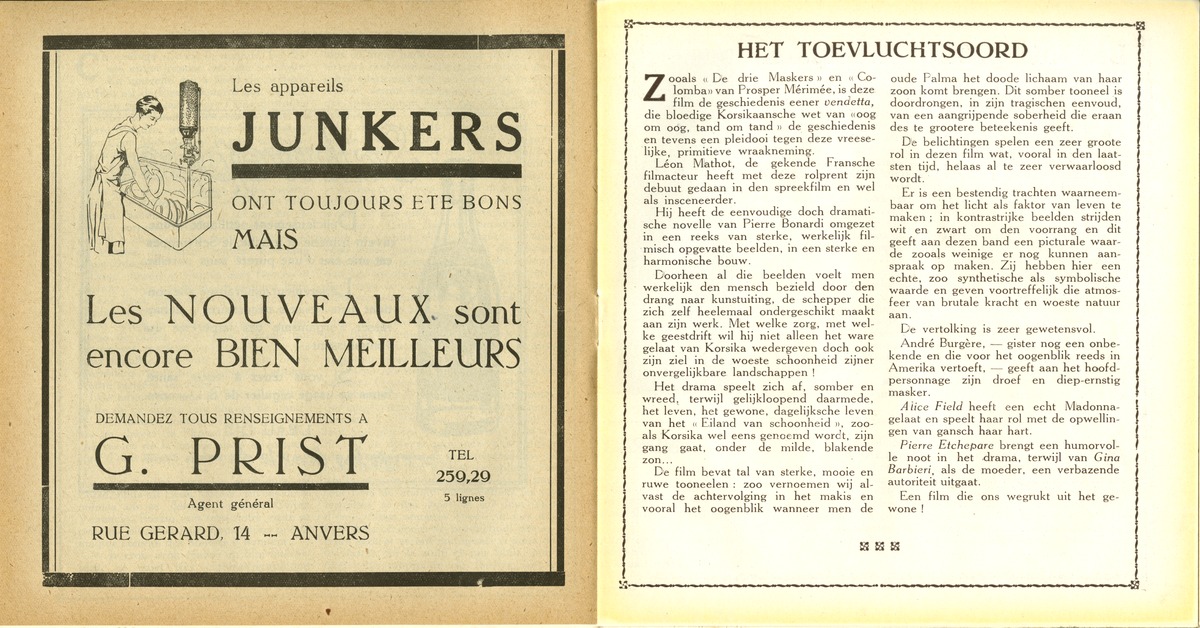 Les appareils
JUNKERS
ONT TOUJOURS ETE BONS
MAIS
Les NOUVEAUX sont
encore BIEN MEILLEURS
DEMANDEZ TOUS RENSEIGNEMENTS A
G. PRIST
Agent général
TEL
259,29
5 lignes
RUE GERARD, 14 -- ANVERS
HET TOEVLUCHTSOORD
Zooals « De drie Maskers » en « Co-
lomba » van Prosper Mérimée, is deze
film de geschiedenis eener vendetta,
die bloedige Korsikaansche wet van «oog
om oog, tand om tand » de geschiedenis
en tevens een pleidooi tegen deze vreese-
lijke, primitieve wraakneming.
Léon Mathot, de gekende Fransche
filmacteur heeft met deze rolprent zijn
debuut gedaan in den spreekfilm en wel
als insceneerder.
Hij heeft de eenvoudige doch dramati-
sche novelle van Pierre Bonardi omgezet
in een reeks van sterke, werkelijk fil-
misch opgevatte beelden, in een sterke en
harmonische bouw.
Doorheen al die beelden voelt men
werkelijk den mensch bezield door den
drang naar kunstuiting, de schepper die
zich zelf heelemaal ondergeschikt maakt
aan zijn werk. Met welke zorg, met wel-
ke geestdrift wil hij niet alleen het ware
gelaat van Korsika wedergeven doch ook
zijn ziel in de woeste schoonheid zijner
onvergelijkbare landschappen !
Het drama speelt zich af, somber en
wreed, terwijl gelijkloopend daarmede,
het leven, het gewone, dagelijksche leven
van het « Eiland van schoonheid », zoo-
als Korsika wel eens genoemd wordt, zijn
gang gaat, onder de milde, blakende
zon...
De film bevat tal van sterke, mooie en
ruwe tooneelen : zoo vernoemen wij al-
vast de achtervolging in het makis en
vooral het oogenblik wanneer men de
oude Palma het doode lichaam van haar
zoon komt brengen. Dit somber tooneel is
doordrongen, in zijn tragischen eenvoud,
van een aangrijpende soberheid die eraan
des te grootere beteekenis geeft.
De belichtingen spelen een zeer groote
rol in dezen film wat, vooral in den laat-
sten tijd, helaas al te zeer verwaarloosd
wordt.
Er is een bestendig trachten waarneem-
baar om het licht als faktor van leven te
maken ; in kontrastrijke beelden strijden
wit en zwart om den voorrang en dit
geeft aan dezen band een picturale waar-
de zooals weinige er nog kunnen aan-
spraak op maken. Zij hebben hier een
echte, zoo synthetische als symbolische
waarde en geven voortreffelijk die atmos-
feer van brutale kracht en woeste natuur
aan.
De vertolking is zeer gewetensvol.
André Burgère, — gister nog een onbe-
kende en die voor het oogenblik reeds in
Amerika vertoeft, — geeft aan het hoofd-
personnage zijn droef en diep-ernstig
masker.
Alice Field heeft een echt Madonna-
gelaat en speelt haar rol met de opwellin-
gen van gansch haar hart.
Pierre Etchepare brengt een humorvol-
le noot in het drama, terwijl van Gina
Barbieri, als de moeder, een verbazende
autoriteit uitgaat.
Een film die ons wegrukt uit het ge-
wone !